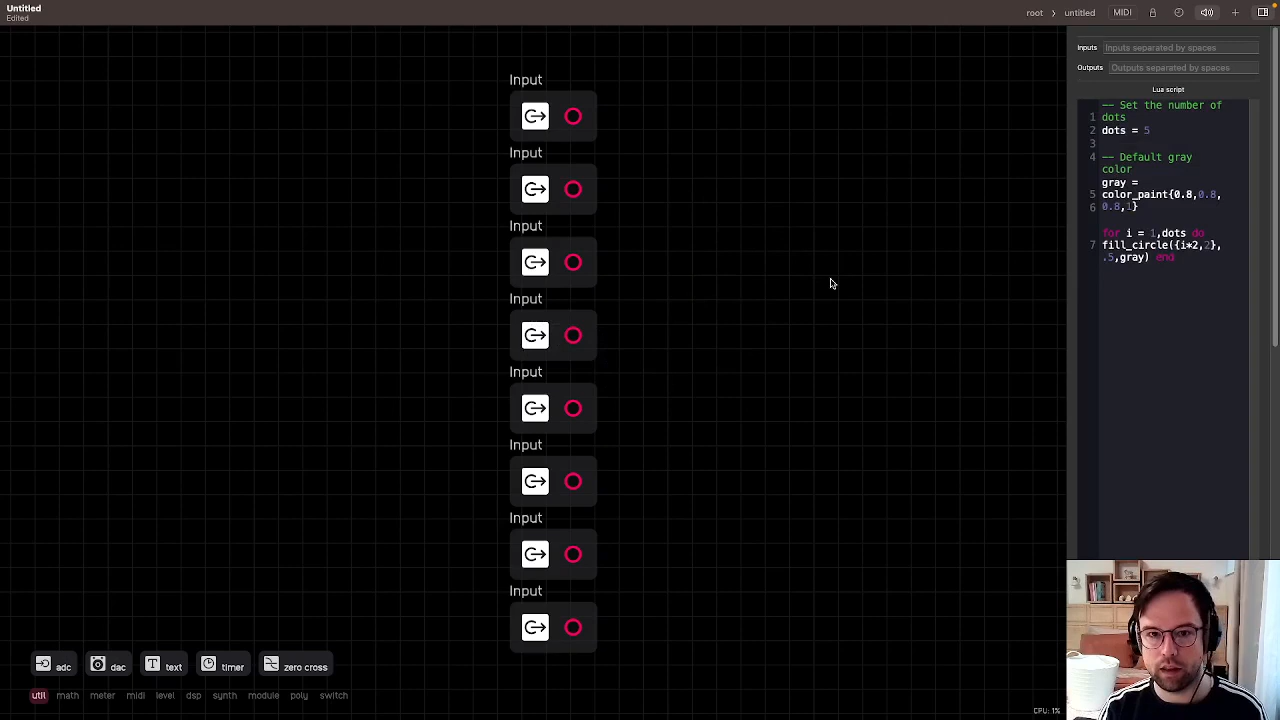 Untitled
Edited
root > untitled MIDI
Inputs Inputs separated by spaces
Outputs Outputs separated by spaces
Lua script
1 -- Set the number of
dots
2 dots = 5
3
4 -- Default gray
color
5 gray =
color_paint{0.8,0.8,
6 0.8,1}
for i = 1,dots do
7 fill_circle({i*2,2},
.5,gray) end
Input
Input
Input
Input
Input
Input
Input
Input
adc dac text timer zero cross
util math meter midi level dsp synth module poly switch
CPU: 1%